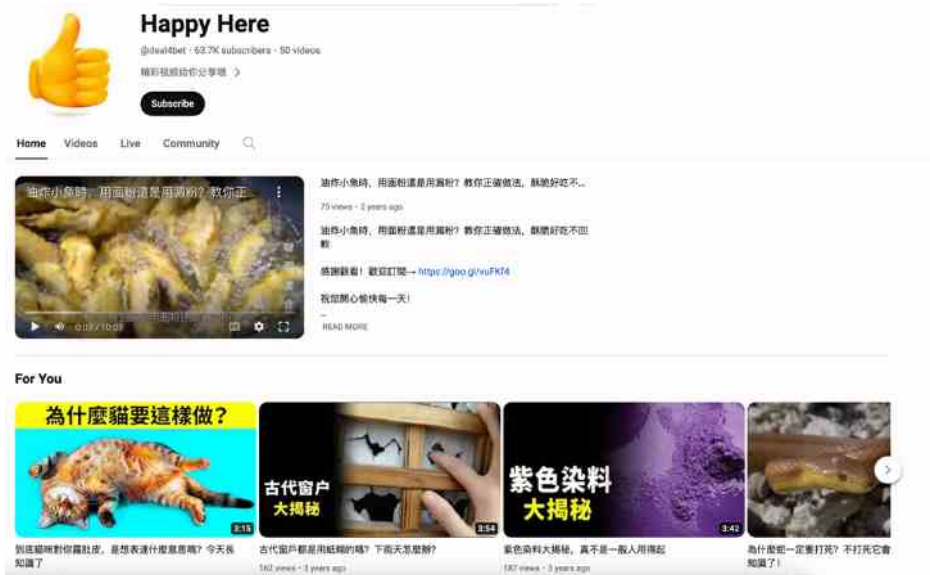 Happy Here
@deal4bet · 63.7K subscribers · 50 videos
精彩視頻給你分享哦 >
Subscribe
Home Videos Live Community
油炸小魚時，用面粉還是用澱粉？教你正
0:03 / 10:03
油炸小魚時，用面粉還是用澱粉？教你正確做法，酥脆好吃不...
75 views · 2 years ago
油炸小魚時，用面粉還是用澱粉？教你正確做法，酥脆好吃不回
軟
感謝觀看！歡迎訂閱→ https://goo.gl/vuFKf4
祝您開心愉快每一天！
...
READ MORE
For You
為什麼貓要這樣做？
3:15
到底貓咪對你露肚皮，是想表達什麼意思嗎？今天長
知識了
古代窗户
大揭秘
3:54
古代窗戶都是用紙糊的嗎？下雨天怎麼辦？
162 views · 3 years ago
紫色染料
大揭秘
3:42
紫色染料大揭秘，真不是一般人用得起
187 views · 3 years ago
為什麼蛇一定要打死？不打死它會
知識了！